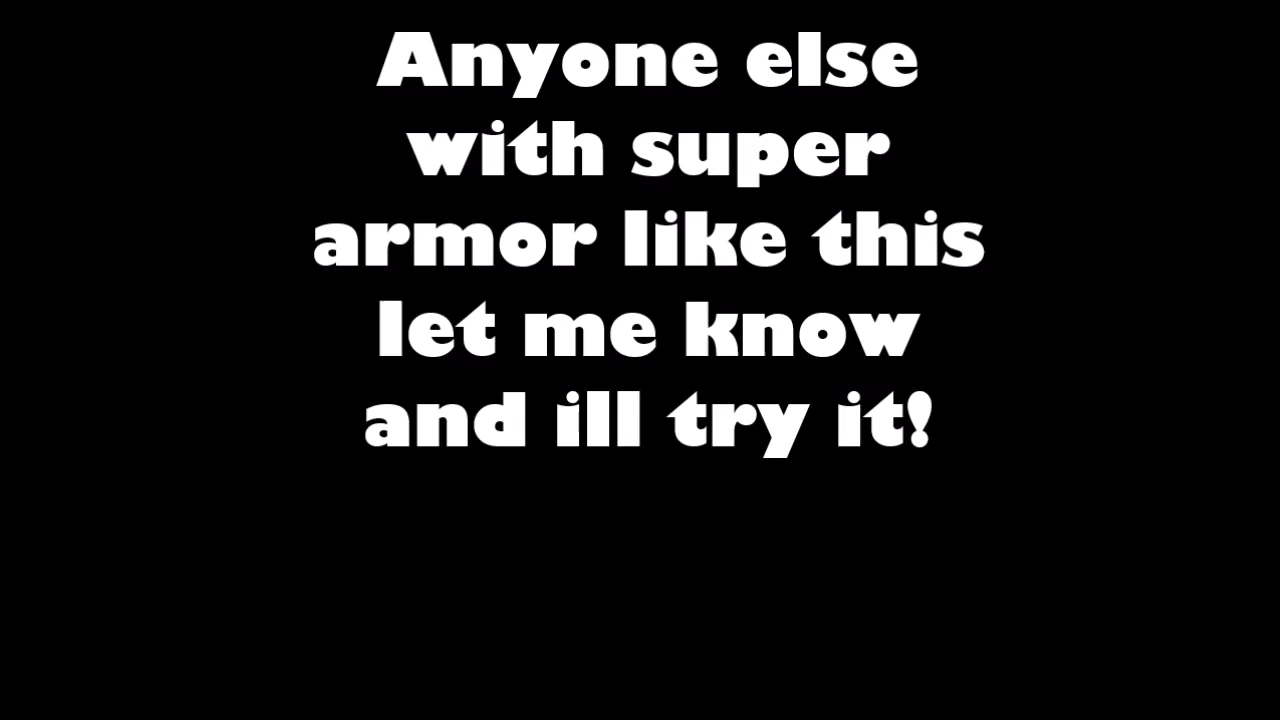 Anyone else
with super
armor like this
let me know
and ill try it!